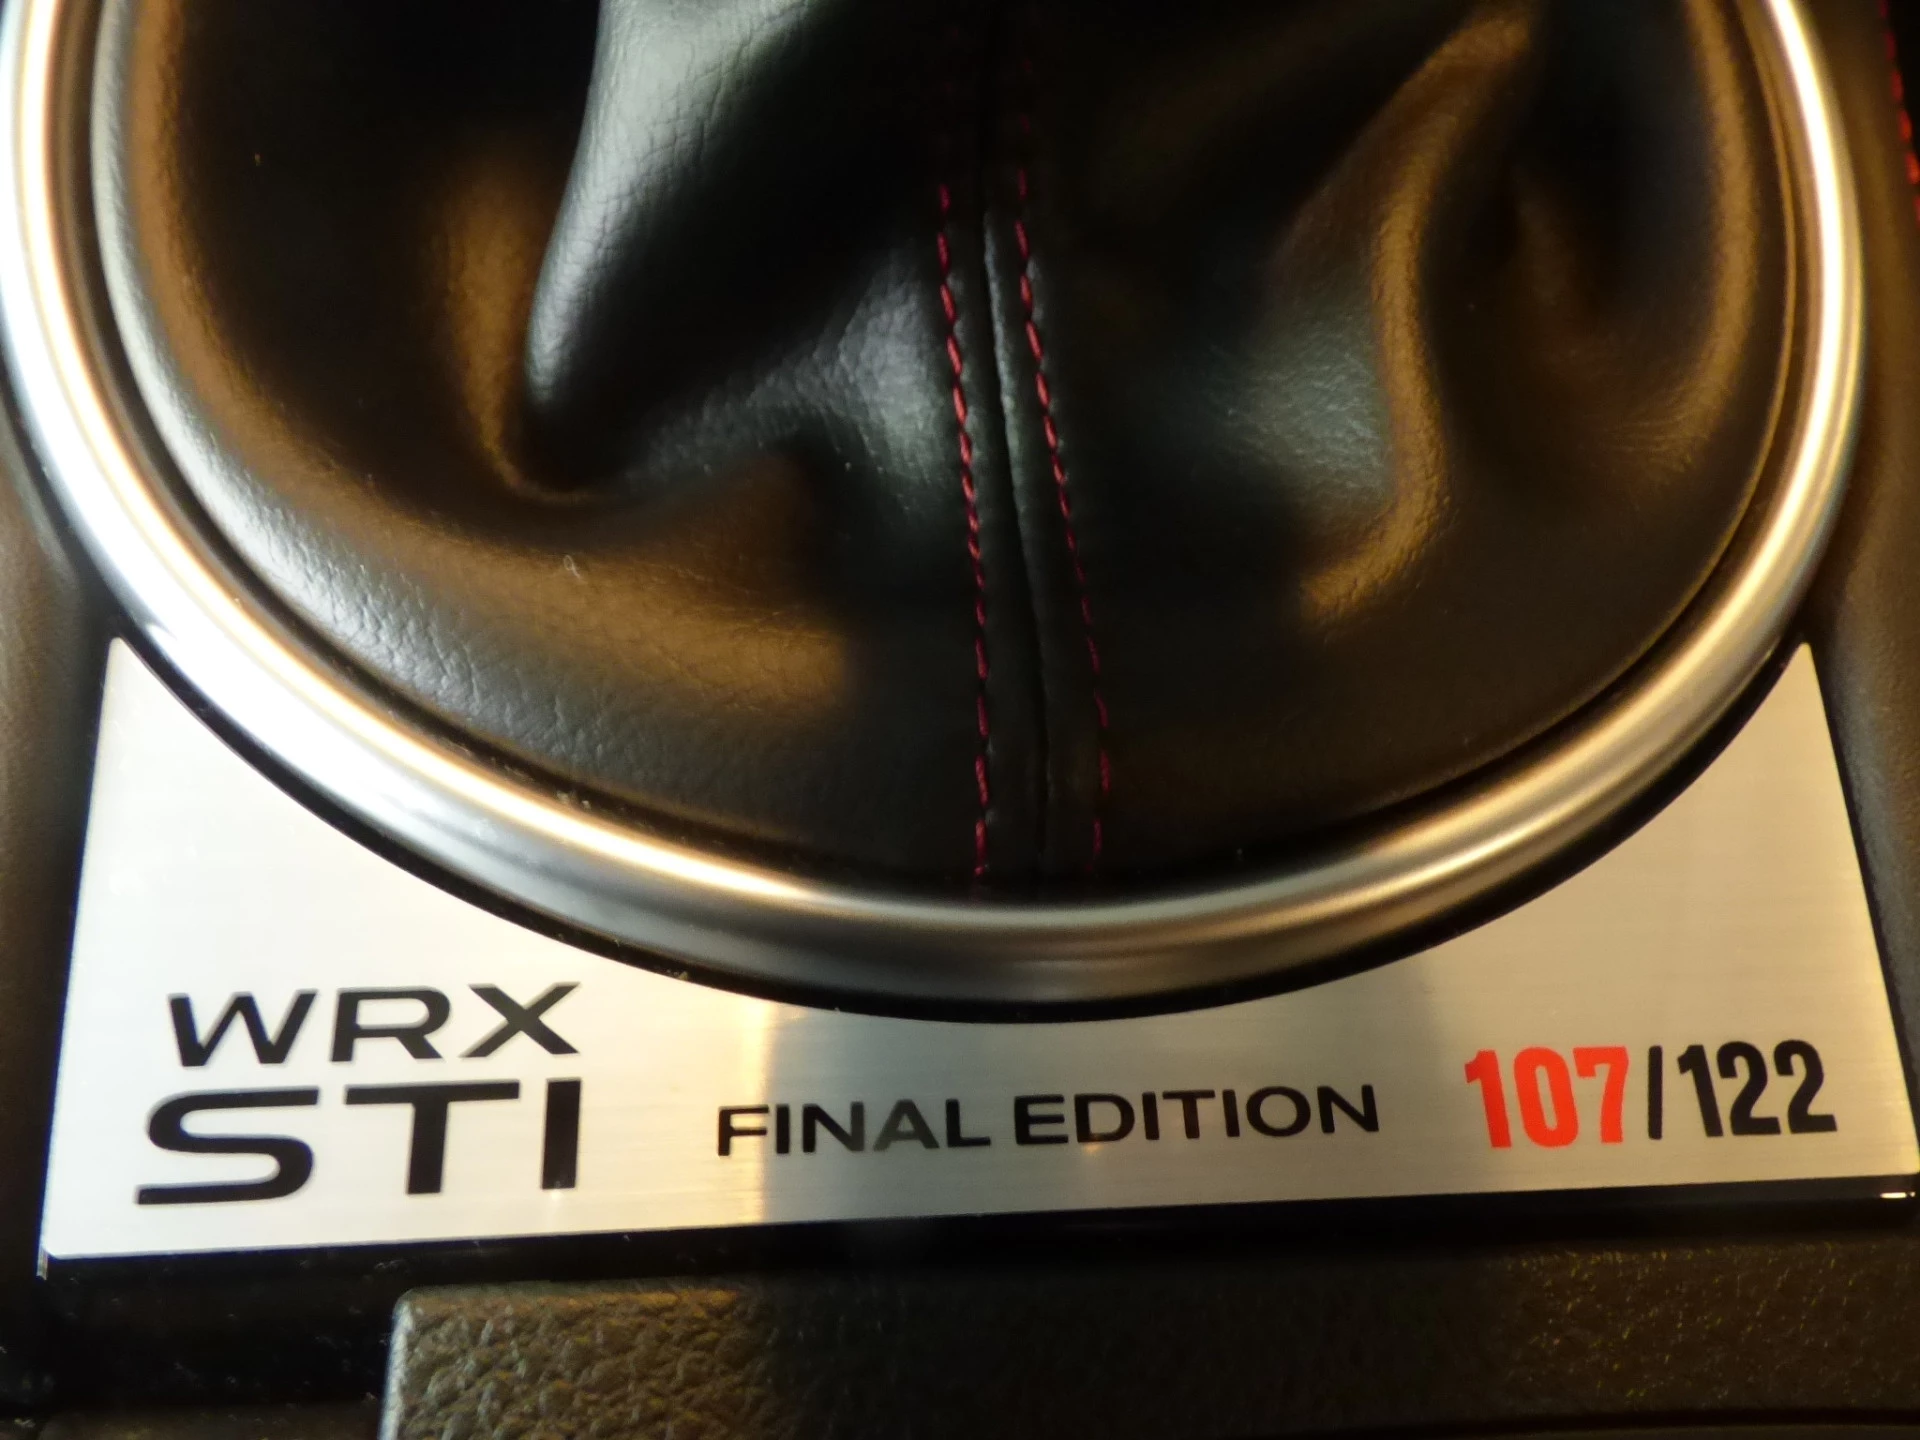 WRX
STI
FINAL EDITION
107/122